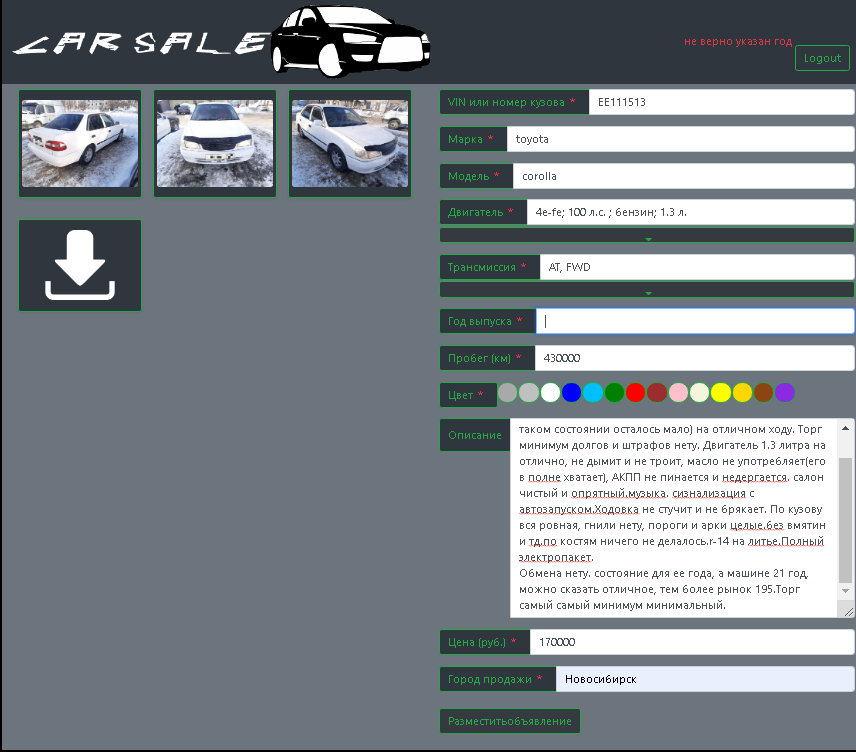 CAR SALE
не верно указан год
Logout
VIN или номер кузова * EE111513
Марка * toyota
Модель * corolla
Двигатель * 4e-fe; 100 л.с. ; бензин; 1.3 л.
Трансмиссия * AT, FWD
Год выпуска *
Пробег (км) * 430000
Цвет *
Описание
таком состоянии осталось мало) на отличном ходу. Торг
минимум долгов и штрафов нету. Двигатель 1.3 литра на
отлично, не дымит и не троит, масло не употребляет(его
в полне хватает), АКПП не пинается и недергается. салон
чистый и опрятный.музыка. сизнализация с
автозапуском.Ходовка не стучит и не брякает. По кузову
вся ровная, гнили нету, пороги и арки целые.без вмятин
и тд.по костям ничего не делалось.r-14 на литье.Полный
электропакет.
Обмена нету. состояние для ее года, а машине 21 год,
можно сказать отличное, тем более рынок 195.Торг
самый самый минимум минимальный.
Цена (руб.) * 170000
Город продажи * Новосибирск
Разместитьобъявление